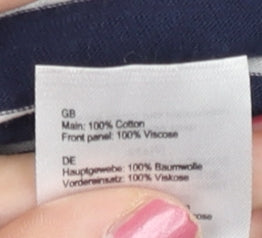 GB
Main: 100% Cotton
Front panel: 100% Viscose
DE
Hauptgewebe: 100% Baumwolle
Vordereinsatz: 100% Viskose